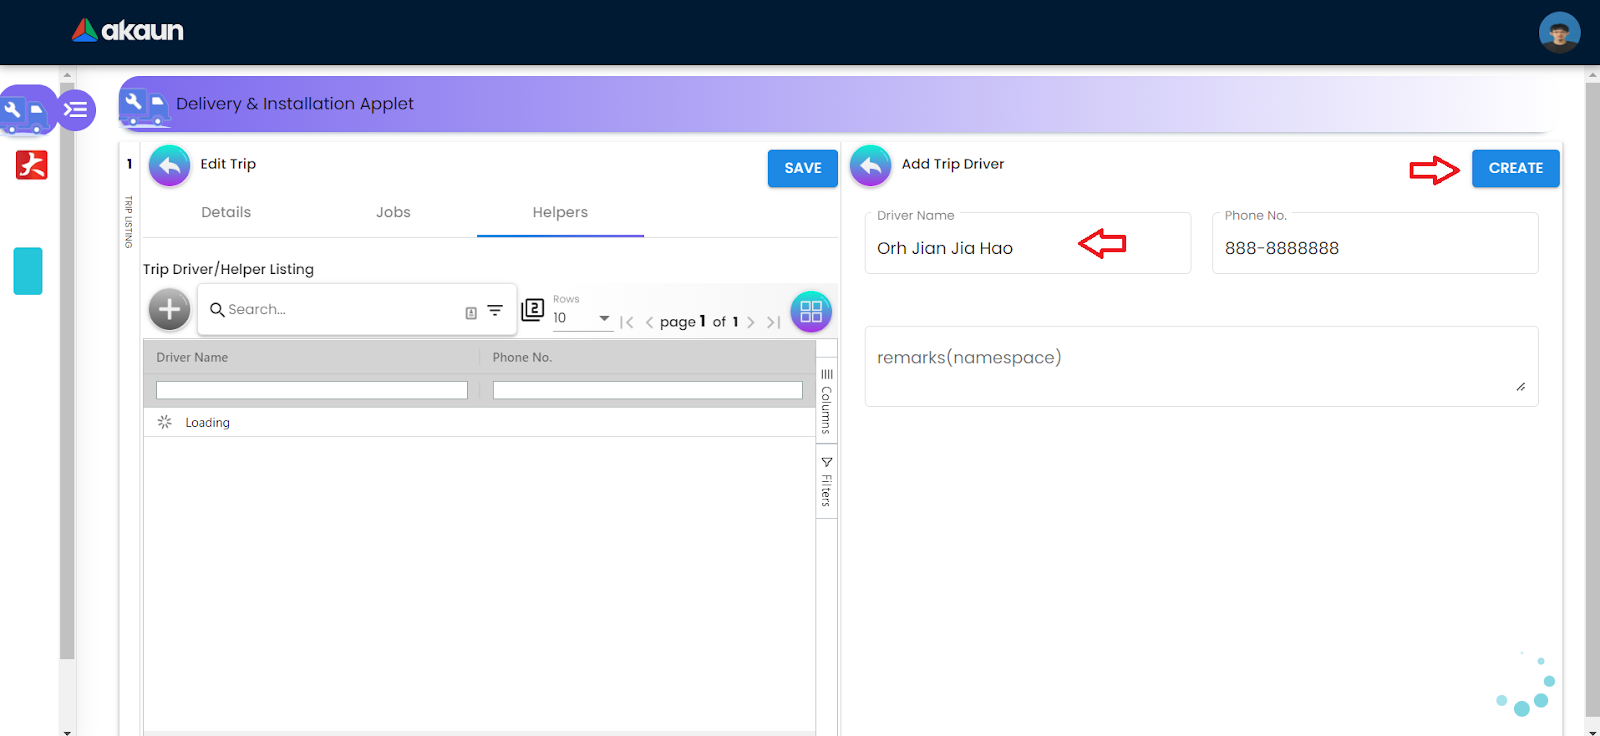 akaun
Delivery & Installation Applet
1
TRIP LISTING
Edit Trip
SAVE
Details
Jobs
Helpers
Trip Driver/Helper Listing
Search...
2
Rows
10
page 1 of 1
Driver Name
Phone No.
Loading
Columns
Filters
Add Trip Driver
CREATE
Driver Name
Orh Jian Jia Hao
Phone No.
888-8888888
remarks(namespace)